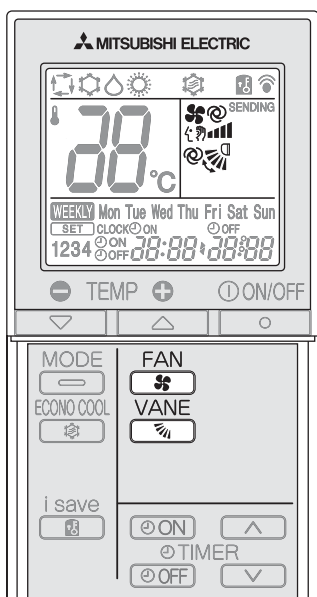 MITSUBISHI ELECTRIC
SENDING
88°C
WEEKLY Mon Tue Wed Thu Fri Sat Sun
SET CLOCK ON OFF
1234 ON OFF 88:88 88:88
TEMP ON/OFF
MODE FAN
ECONO COOL VANE
i save
ON
TIMER
OFF